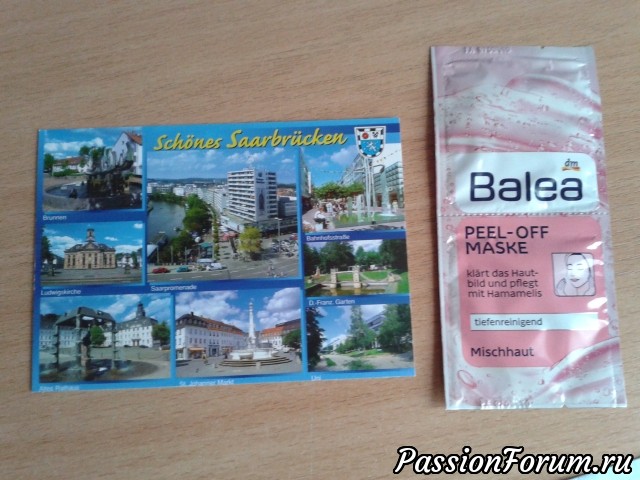 Schönes Saarbrücken
Brunnen
Bahnhofstraße
Ludwigskirche
Saarpromenade
D.-Franz. Garten
Altes Rathaus
St. Johanner Markt
Uni
dm
Balea
PEEL-OFF
MASKE
klärt das Haut-
bild und pflegt
mit Hamamelis
tiefenreinigend
Mischhaut
PassionForum.ru